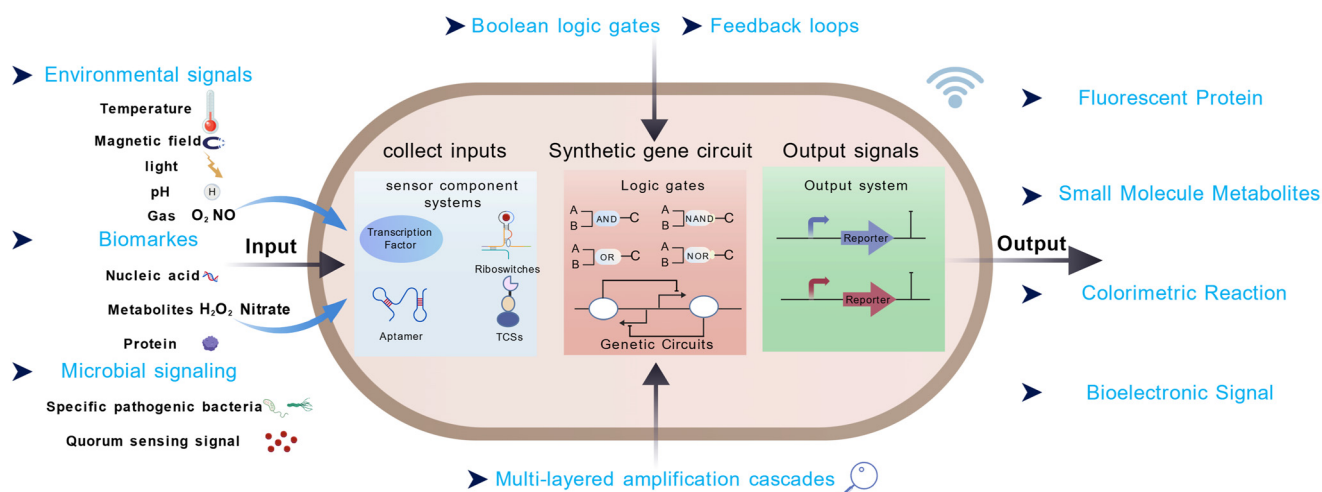 Boolean logic gates
Feedback loops
Environmental signals
Temperature
Magnetic field
light
pH
H
Gas O₂ NO
Biomarkes
Nucleic acid
Metabolites H₂O₂ Nitrate
Protein
Microbial signaling
Specific pathogenic bacteria
Quorum sensing signal
Input
collect inputs
sensor component
systems
Transcription
Factor
Riboswitches
Aptamer
TCSs
Synthetic gene circuit
Logic gates
A
B
AND
C
A
B
NAND
C
A
B
OR
C
A
B
NOR
C
Genetic Circuits
Output signals
Output system
Reporter
Reporter
Output
Fluorescent Protein
Small Molecule Metabolites
Colorimetric Reaction
Bioelectronic Signal
Multi-layered amplification cascades